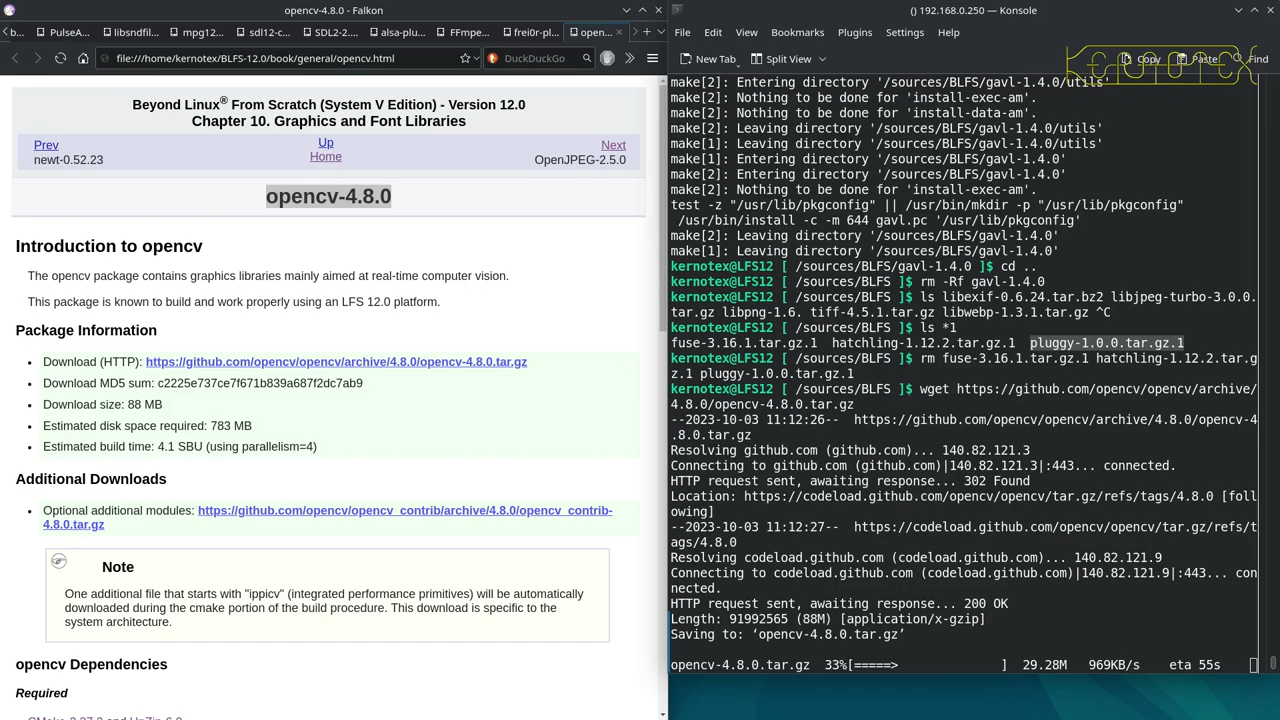 opencv-4.8.0 - Falkon
b...
PulseA...
libsndfil...
mpg12...
sdl12-c...
SDL2-2....
alsa-plu...
FFmpe...
frei0r-pl...
open...
file:///home/kernotex/BLFS-12.0/book/general/opencv.html
DuckDuckGo
Beyond Linux® From Scratch (System V Edition) - Version 12.0
Chapter 10. Graphics and Font Libraries
Prev Up Next
newt-0.52.23 Home OpenJPEG-2.5.0
opencv-4.8.0
Introduction to opencv
The opencv package contains graphics libraries mainly aimed at real-time computer vision.
This package is known to build and work properly using an LFS 12.0 platform.
Package Information
• Download (HTTP): https://github.com/opencv/opencv/archive/4.8.0/opencv-4.8.0.tar.gz
• Download MD5 sum: c2225e737ce7f671b839a687f2dc7ab9
• Download size: 88 MB
• Estimated disk space required: 783 MB
• Estimated build time: 4.1 SBU (using parallelism=4)
Additional Downloads
• Optional additional modules: https://github.com/opencv/opencv_contrib/archive/4.8.0/opencv_contrib-
4.8.0.tar.gz
Note
One additional file that starts with "ippicv" (integrated performance primitives) will be automatically
downloaded during the cmake portion of the build procedure. This download is specific to the
system architecture.
opencv Dependencies
Required
CMake-3.27.2 and UnZip-6.0
() 192.168.0.250 — Konsole
File Edit View Bookmarks Plugins Settings Help
New Tab Split View Copy Paste Find
kernotex
make[2]: Entering directory '/sources/BLFS/gavl-1.4.0/utils'
make[2]: Nothing to be done for 'install-exec-am'.
make[2]: Nothing to be done for 'install-data-am'.
make[2]: Leaving directory '/sources/BLFS/gavl-1.4.0/utils'
make[1]: Leaving directory '/sources/BLFS/gavl-1.4.0/utils'
make[1]: Entering directory '/sources/BLFS/gavl-1.4.0'
make[2]: Entering directory '/sources/BLFS/gavl-1.4.0'
make[2]: Nothing to be done for 'install-exec-am'.
test -z "/usr/lib/pkgconfig" || /usr/bin/mkdir -p "/usr/lib/pkgconfig"
/usr/bin/install -c -m 644 gavl.pc '/usr/lib/pkgconfig'
make[2]: Leaving directory '/sources/BLFS/gavl-1.4.0'
make[1]: Leaving directory '/sources/BLFS/gavl-1.4.0'
kernotex@LFS12 [ /sources/BLFS/gavl-1.4.0 ]$ cd ..
kernotex@LFS12 [ /sources/BLFS ]$ rm -Rf gavl-1.4.0
kernotex@LFS12 [ /sources/BLFS ]$ ls libexif-0.6.24.tar.bz2 libjpeg-turbo-3.0.0.
tar.gz libpng-1.6. tiff-4.5.1.tar.gz libwebp-1.3.1.tar.gz ^C
kernotex@LFS12 [ /sources/BLFS ]$ ls *1
fuse-3.16.1.tar.gz.1 hatchling-1.12.2.tar.gz.1 pluggy-1.0.0.tar.gz.1
kernotex@LFS12 [ /sources/BLFS ]$ rm fuse-3.16.1.tar.gz.1 hatchling-1.12.2.tar.g
z.1 pluggy-1.0.0.tar.gz.1
kernotex@LFS12 [ /sources/BLFS ]$ wget https://github.com/opencv/opencv/archive/
4.8.0/opencv-4.8.0.tar.gz
--2023-10-03 11:12:26-- https://github.com/opencv/opencv/archive/4.8.0/opencv-4
.8.0.tar.gz
Resolving github.com (github.com)... 140.82.121.3
Connecting to github.com (github.com)|140.82.121.3|:443... connected.
HTTP request sent, awaiting response... 302 Found
Location: https://codeload.github.com/opencv/opencv/tar.gz/refs/tags/4.8.0 [foll
owing]
--2023-10-03 11:12:27-- https://codeload.github.com/opencv/opencv/tar.gz/refs/t
ags/4.8.0
Resolving codeload.github.com (codeload.github.com)... 140.82.121.9
Connecting to codeload.github.com (codeload.github.com)|140.82.121.9|:443... con
nected.
HTTP request sent, awaiting response... 200 OK
Length: 91992565 (88M) [application/x-gzip]
Saving to: ‘opencv-4.8.0.tar.gz’
opencv-4.8.0.tar.gz 33%[=====> ] 29.28M 969KB/s eta 55s